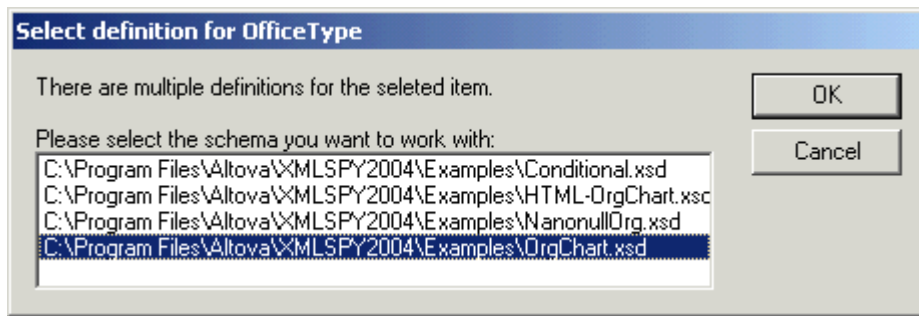 Select definition for OfficeType
There are multiple definitions for the seleted item.
OK
Please select the schema you want to work with:
Cancel
C:\Program Files\Altova\XMLSPY2004\Examples\Conditional.xsd
C:\Program Files\Altova\XMLSPY2004\Examples\HTML-OrgChart.xsd
C:\Program Files\Altova\XMLSPY2004\Examples\NanonullOrg.xsd
C:\Program Files\Altova\XMLSPY2004\Examples\OrgChart.xsd